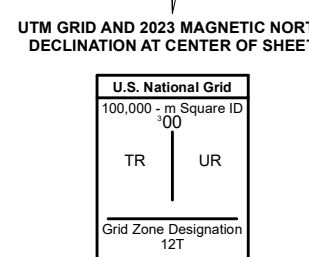 UTM GRID AND 2023 MAGNETIC NORT
DECLINATION AT CENTER OF SHEET
U.S. National Grid
100,000 - m Square ID
³00
TR UR
Grid Zone Designation
12T